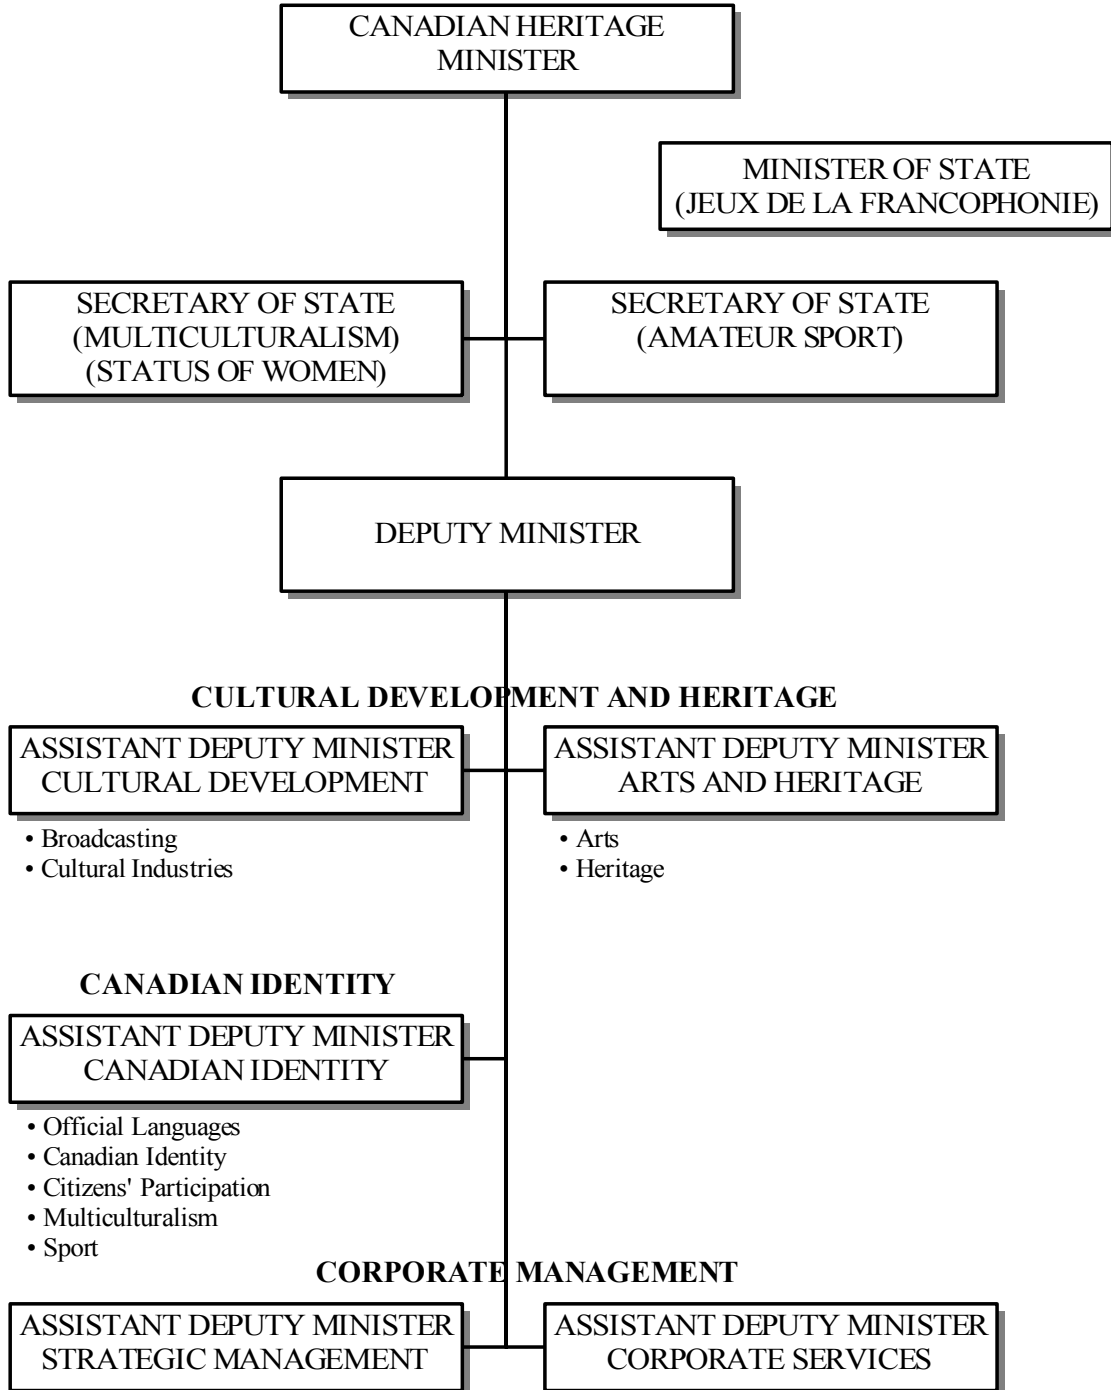 CANADIAN HERITAGE
MINISTER
MINISTER OF STATE
(JEUX DE LA FRANCOPHONIE)
SECRETARY OF STATE
(MULTICULTURALISM)
(STATUS OF WOMEN)
SECRETARY OF STATE
(AMATEUR SPORT)
DEPUTY MINISTER
CULTURAL DEVELOPMENT AND HERITAGE
ASSISTANT DEPUTY MINISTER
CULTURAL DEVELOPMENT
• Broadcasting
• Cultural Industries
ASSISTANT DEPUTY MINISTER
ARTS AND HERITAGE
• Arts
• Heritage
CANADIAN IDENTITY
ASSISTANT DEPUTY MINISTER
CANADIAN IDENTITY
• Official Languages
• Canadian Identity
• Citizens' Participation
• Multiculturalism
• Sport
CORPORATE MANAGEMENT
ASSISTANT DEPUTY MINISTER
STRATEGIC MANAGEMENT
ASSISTANT DEPUTY MINISTER
CORPORATE SERVICES